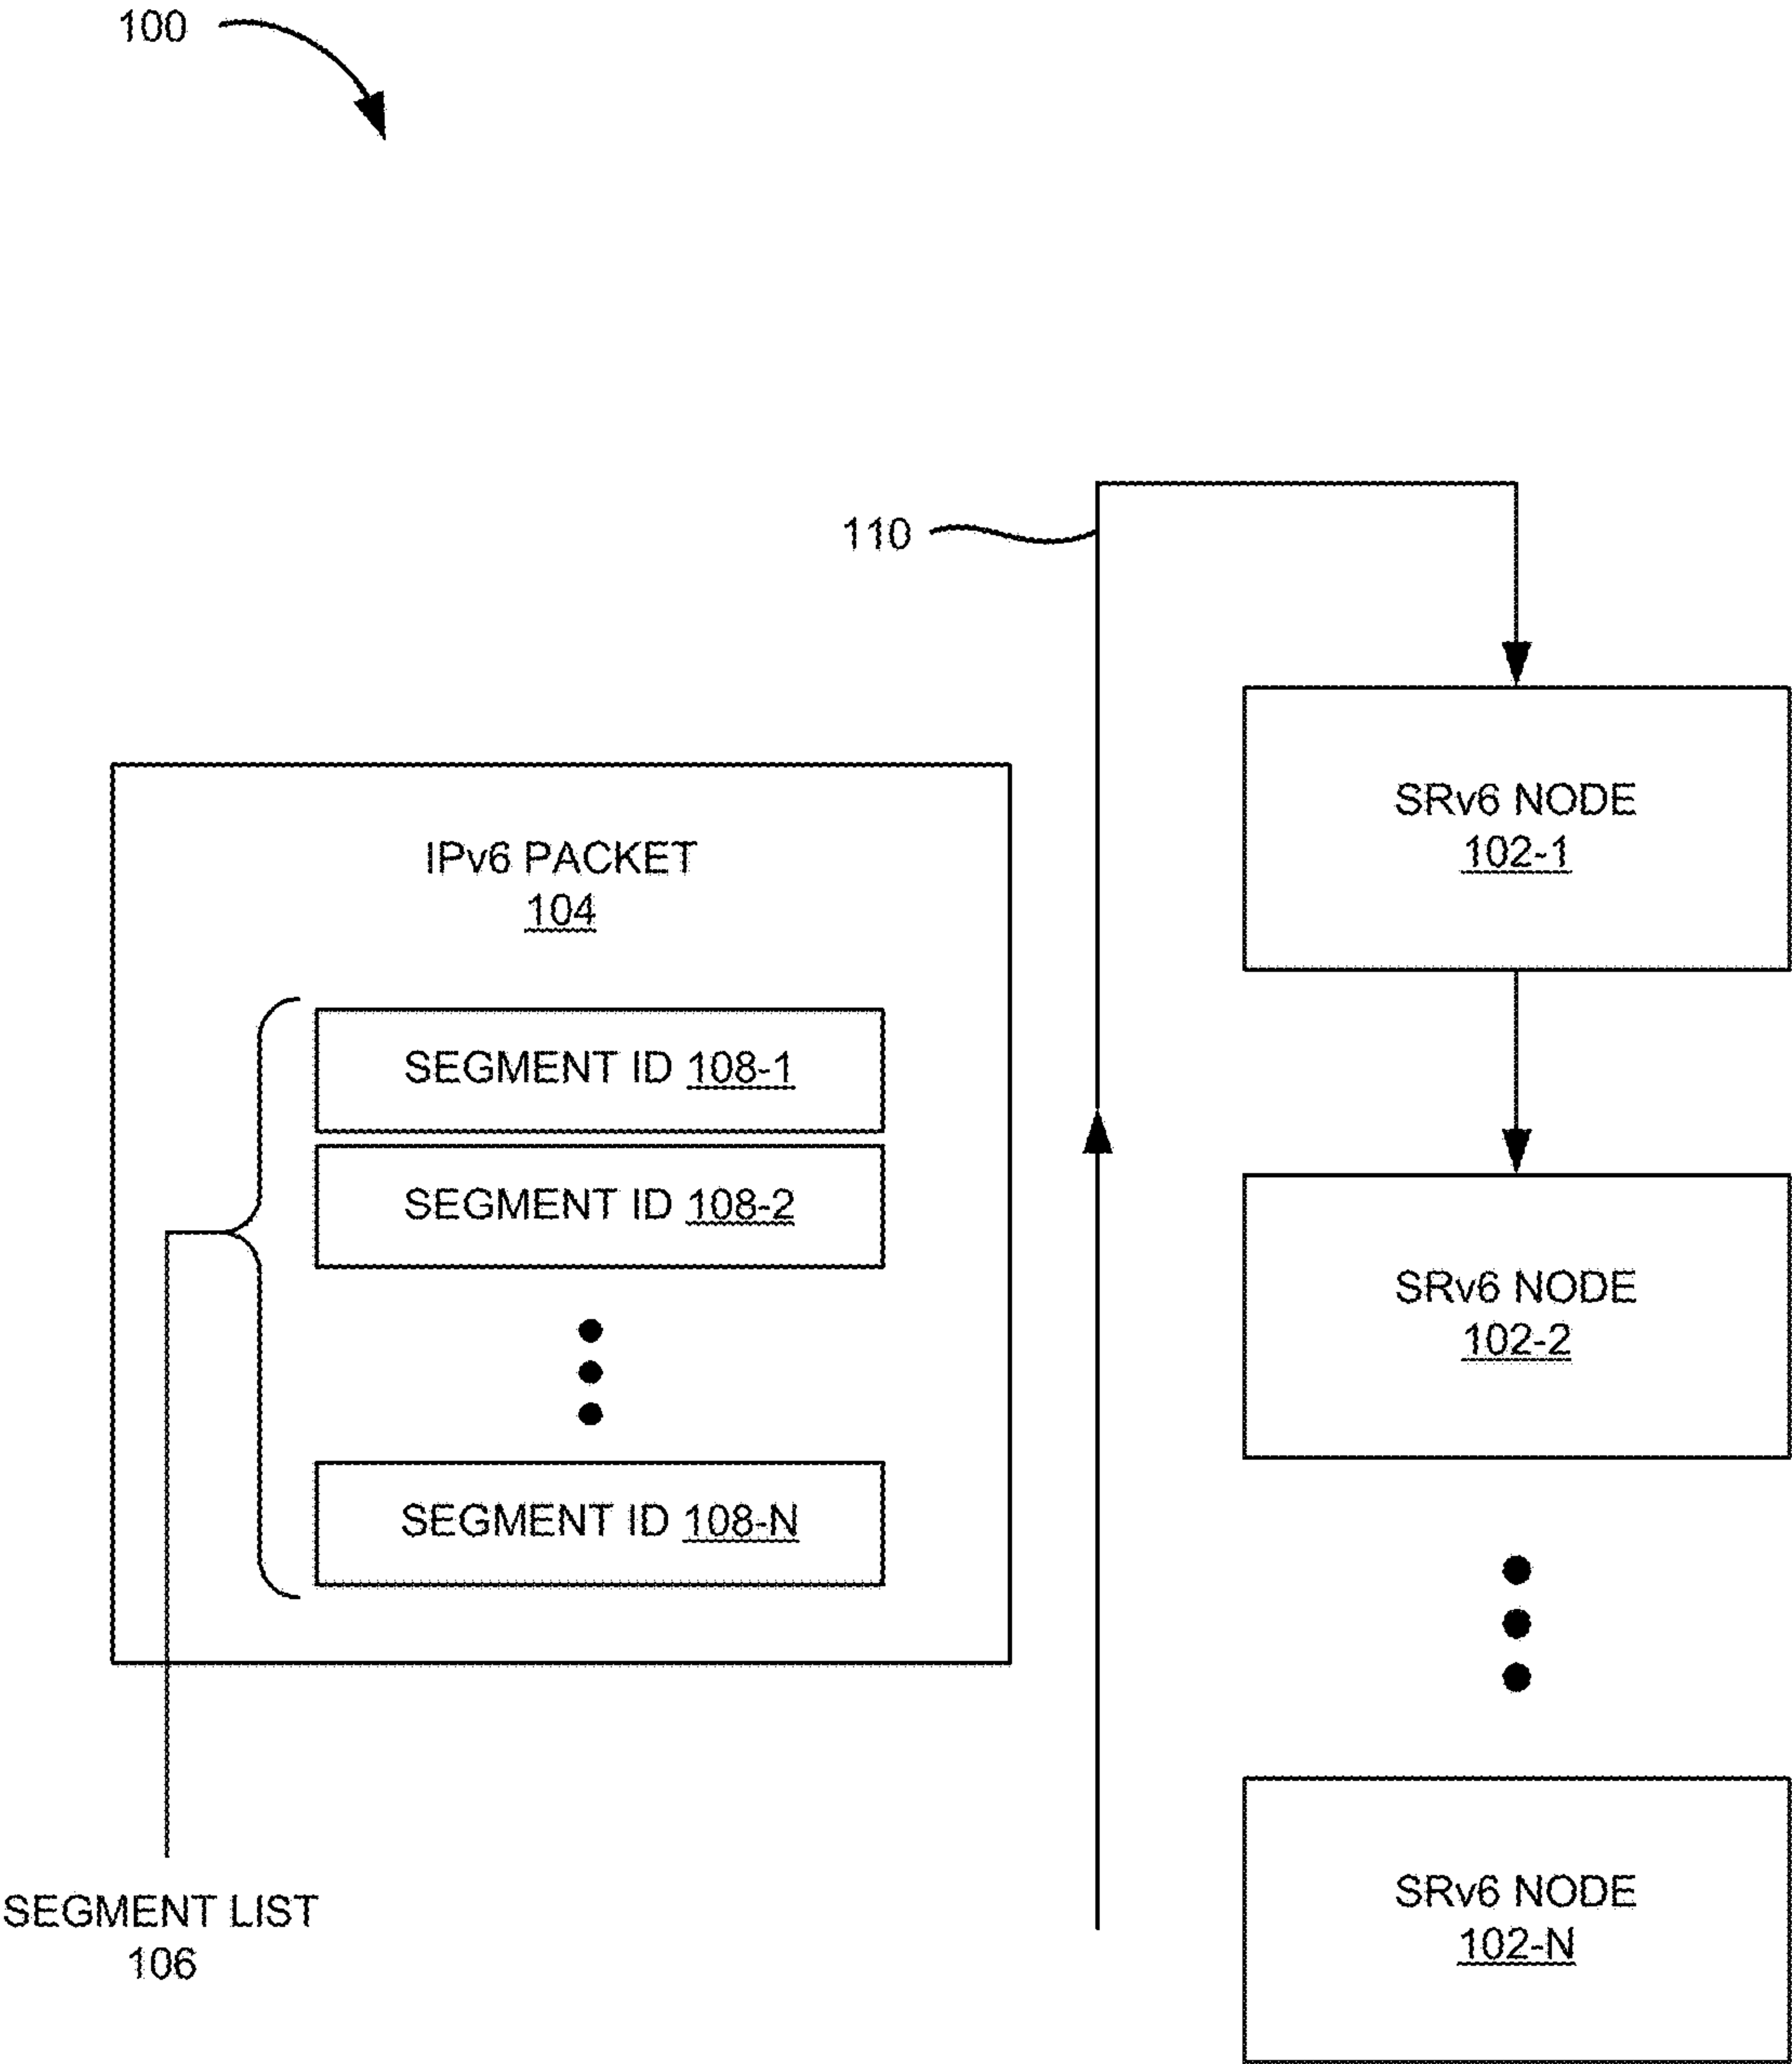 100
110
SRv6 NODE
102-1
IPv6 PACKET
104
SEGMENT ID 108-1
SEGMENT ID 108-2
SRv6 NODE
102-2
SEGMENT ID 108-N
SEGMENT LIST
106
SRv6 NODE
102-N